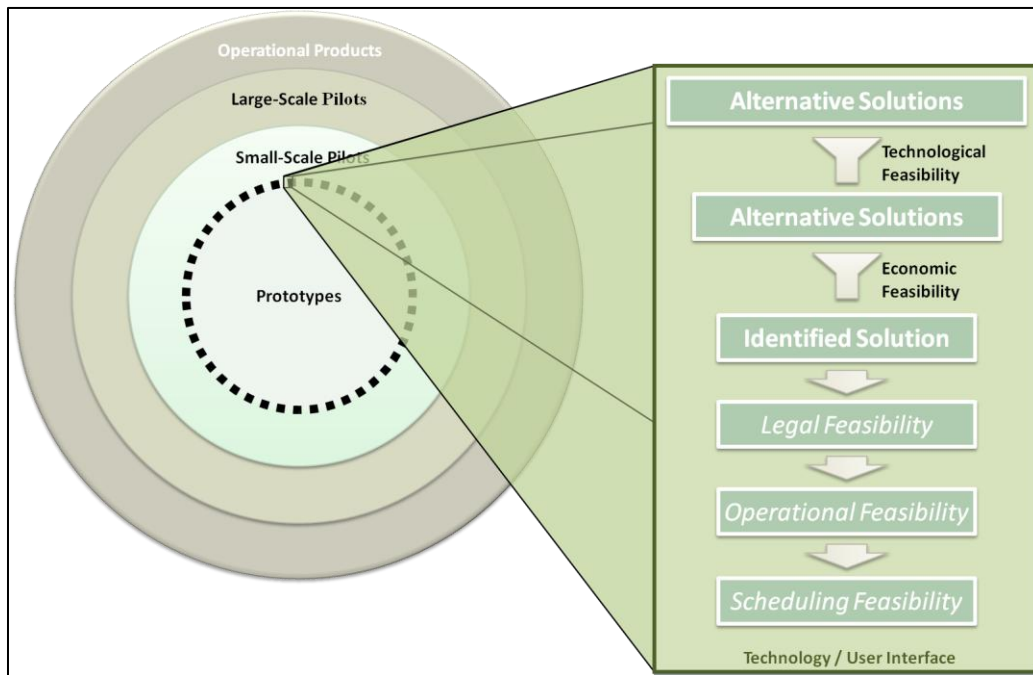 Operational Products
Large-Scale Pilots
Small-Scale Pilots
Prototypes
Alternative Solutions
Technological
Feasibility
Alternative Solutions
Economic
Feasibility
Identified Solution
Legal Feasibility
Operational Feasibility
Scheduling Feasibility
Technology / User Interface